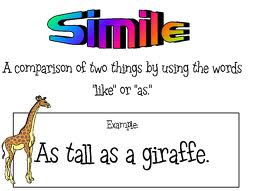 Simile
A comparison of two things by using the words
"like" or "as."
Example:
As tall as a giraffe.